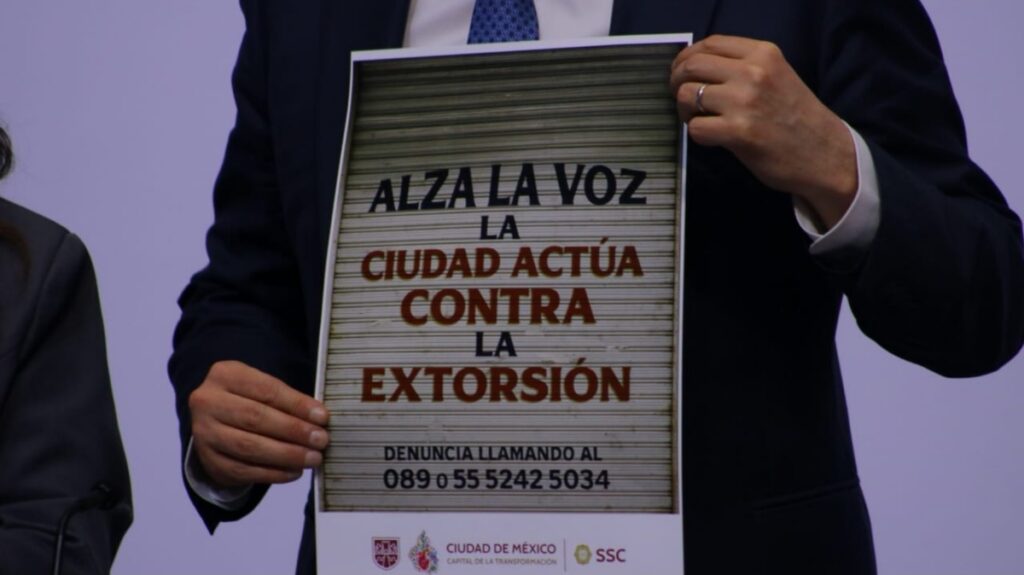 ALZA LA VOZ
LA
CIUDAD ACTÚA
CONTRA
LA
EXTORSIÓN
DENUNCIA LLAMANDO AL
089 o 55 5242 5034
CIUDAD DE MÉXICO
CAPITAL DE LA TRANSFORMACIÓN
SSC